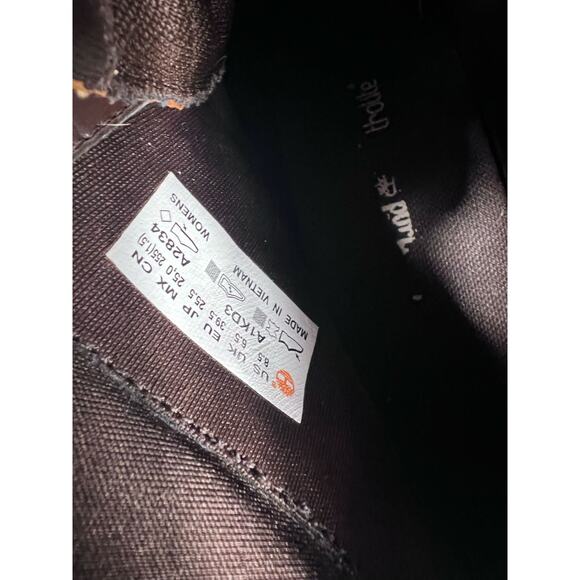 US UK EU JP MX CN
8.5 6.5 39.5 25.5 25,0 255(1.5)
A1KD3 A2834
MADE IN VIETNAM WOMENS